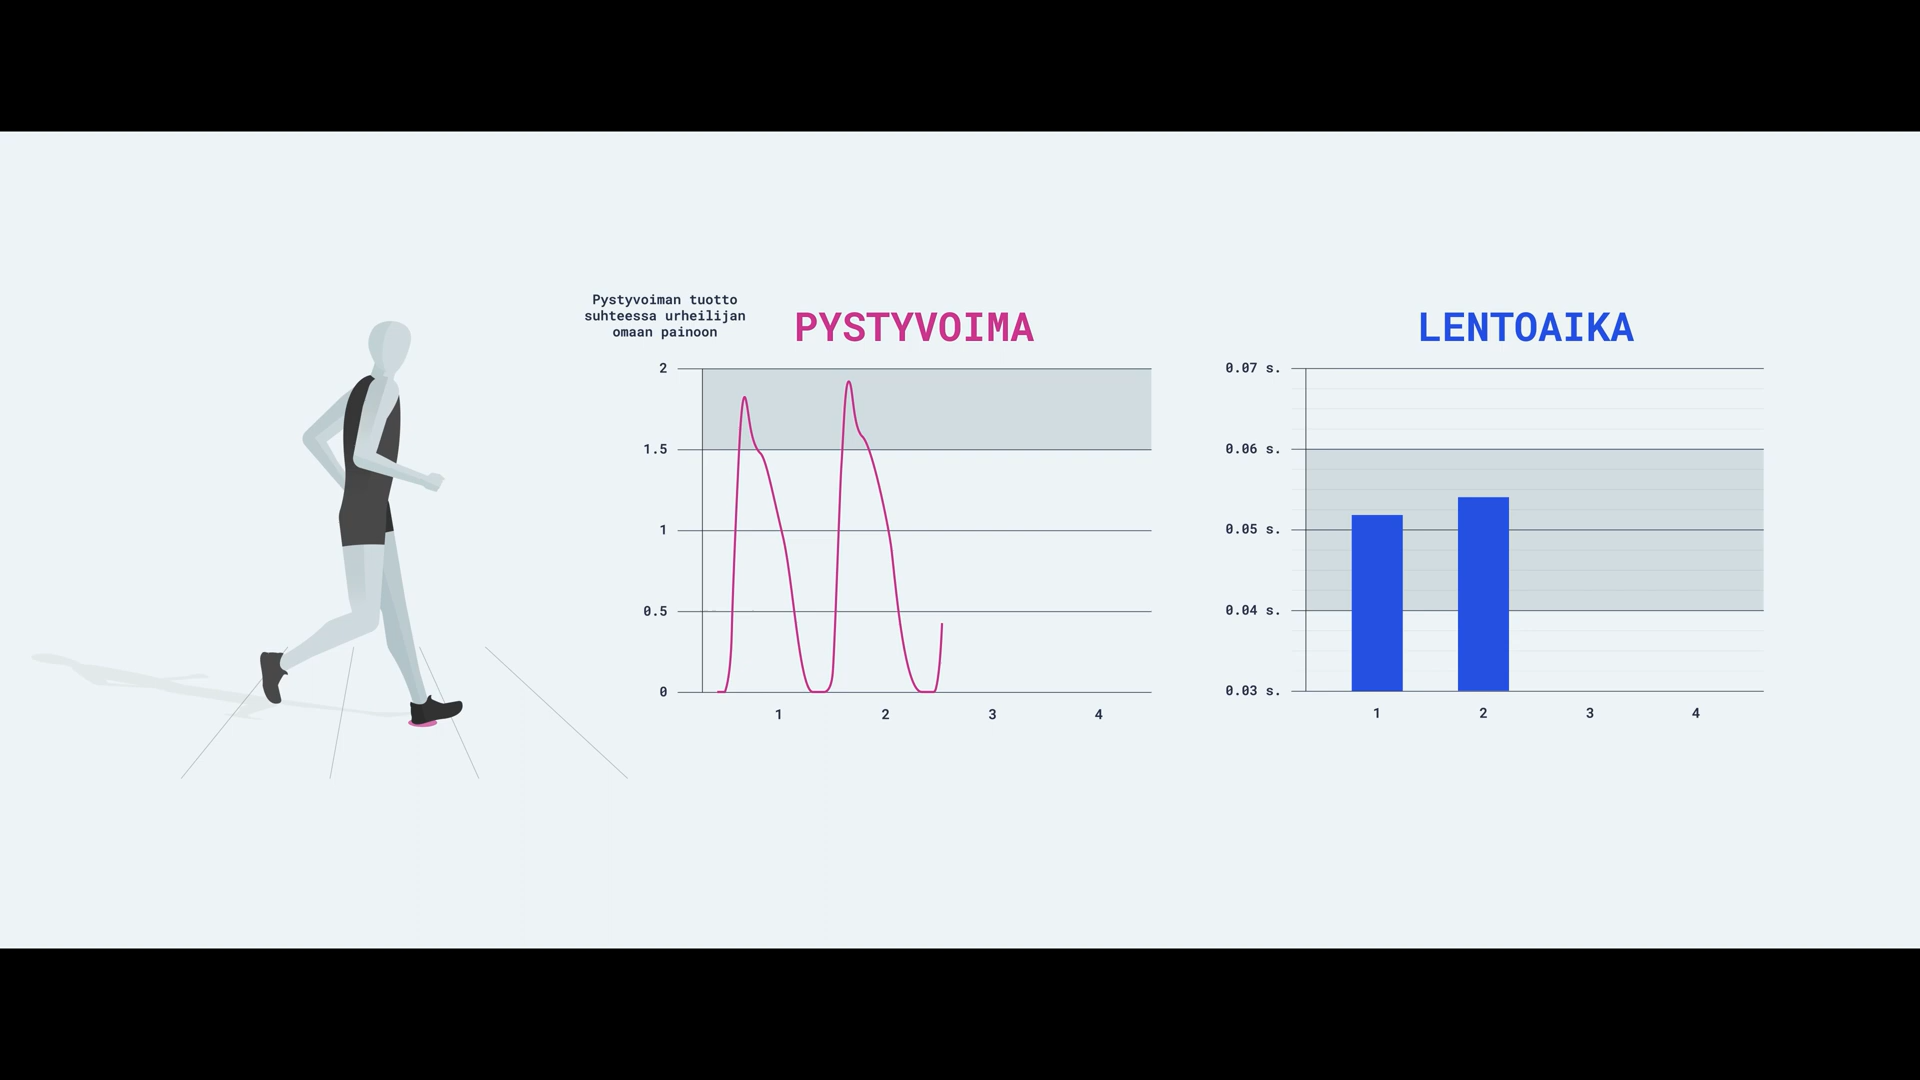 Pystyvoiman tuotto
suhteessa urheilijan
omaan painoon
PYSTYVOIMA
2
1.5
1
0.5
0
1 2 3 4
LENTOAIKA
0.07 s.
0.06 s.
0.05 s.
0.04 s.
0.03 s.
1 2 3 4